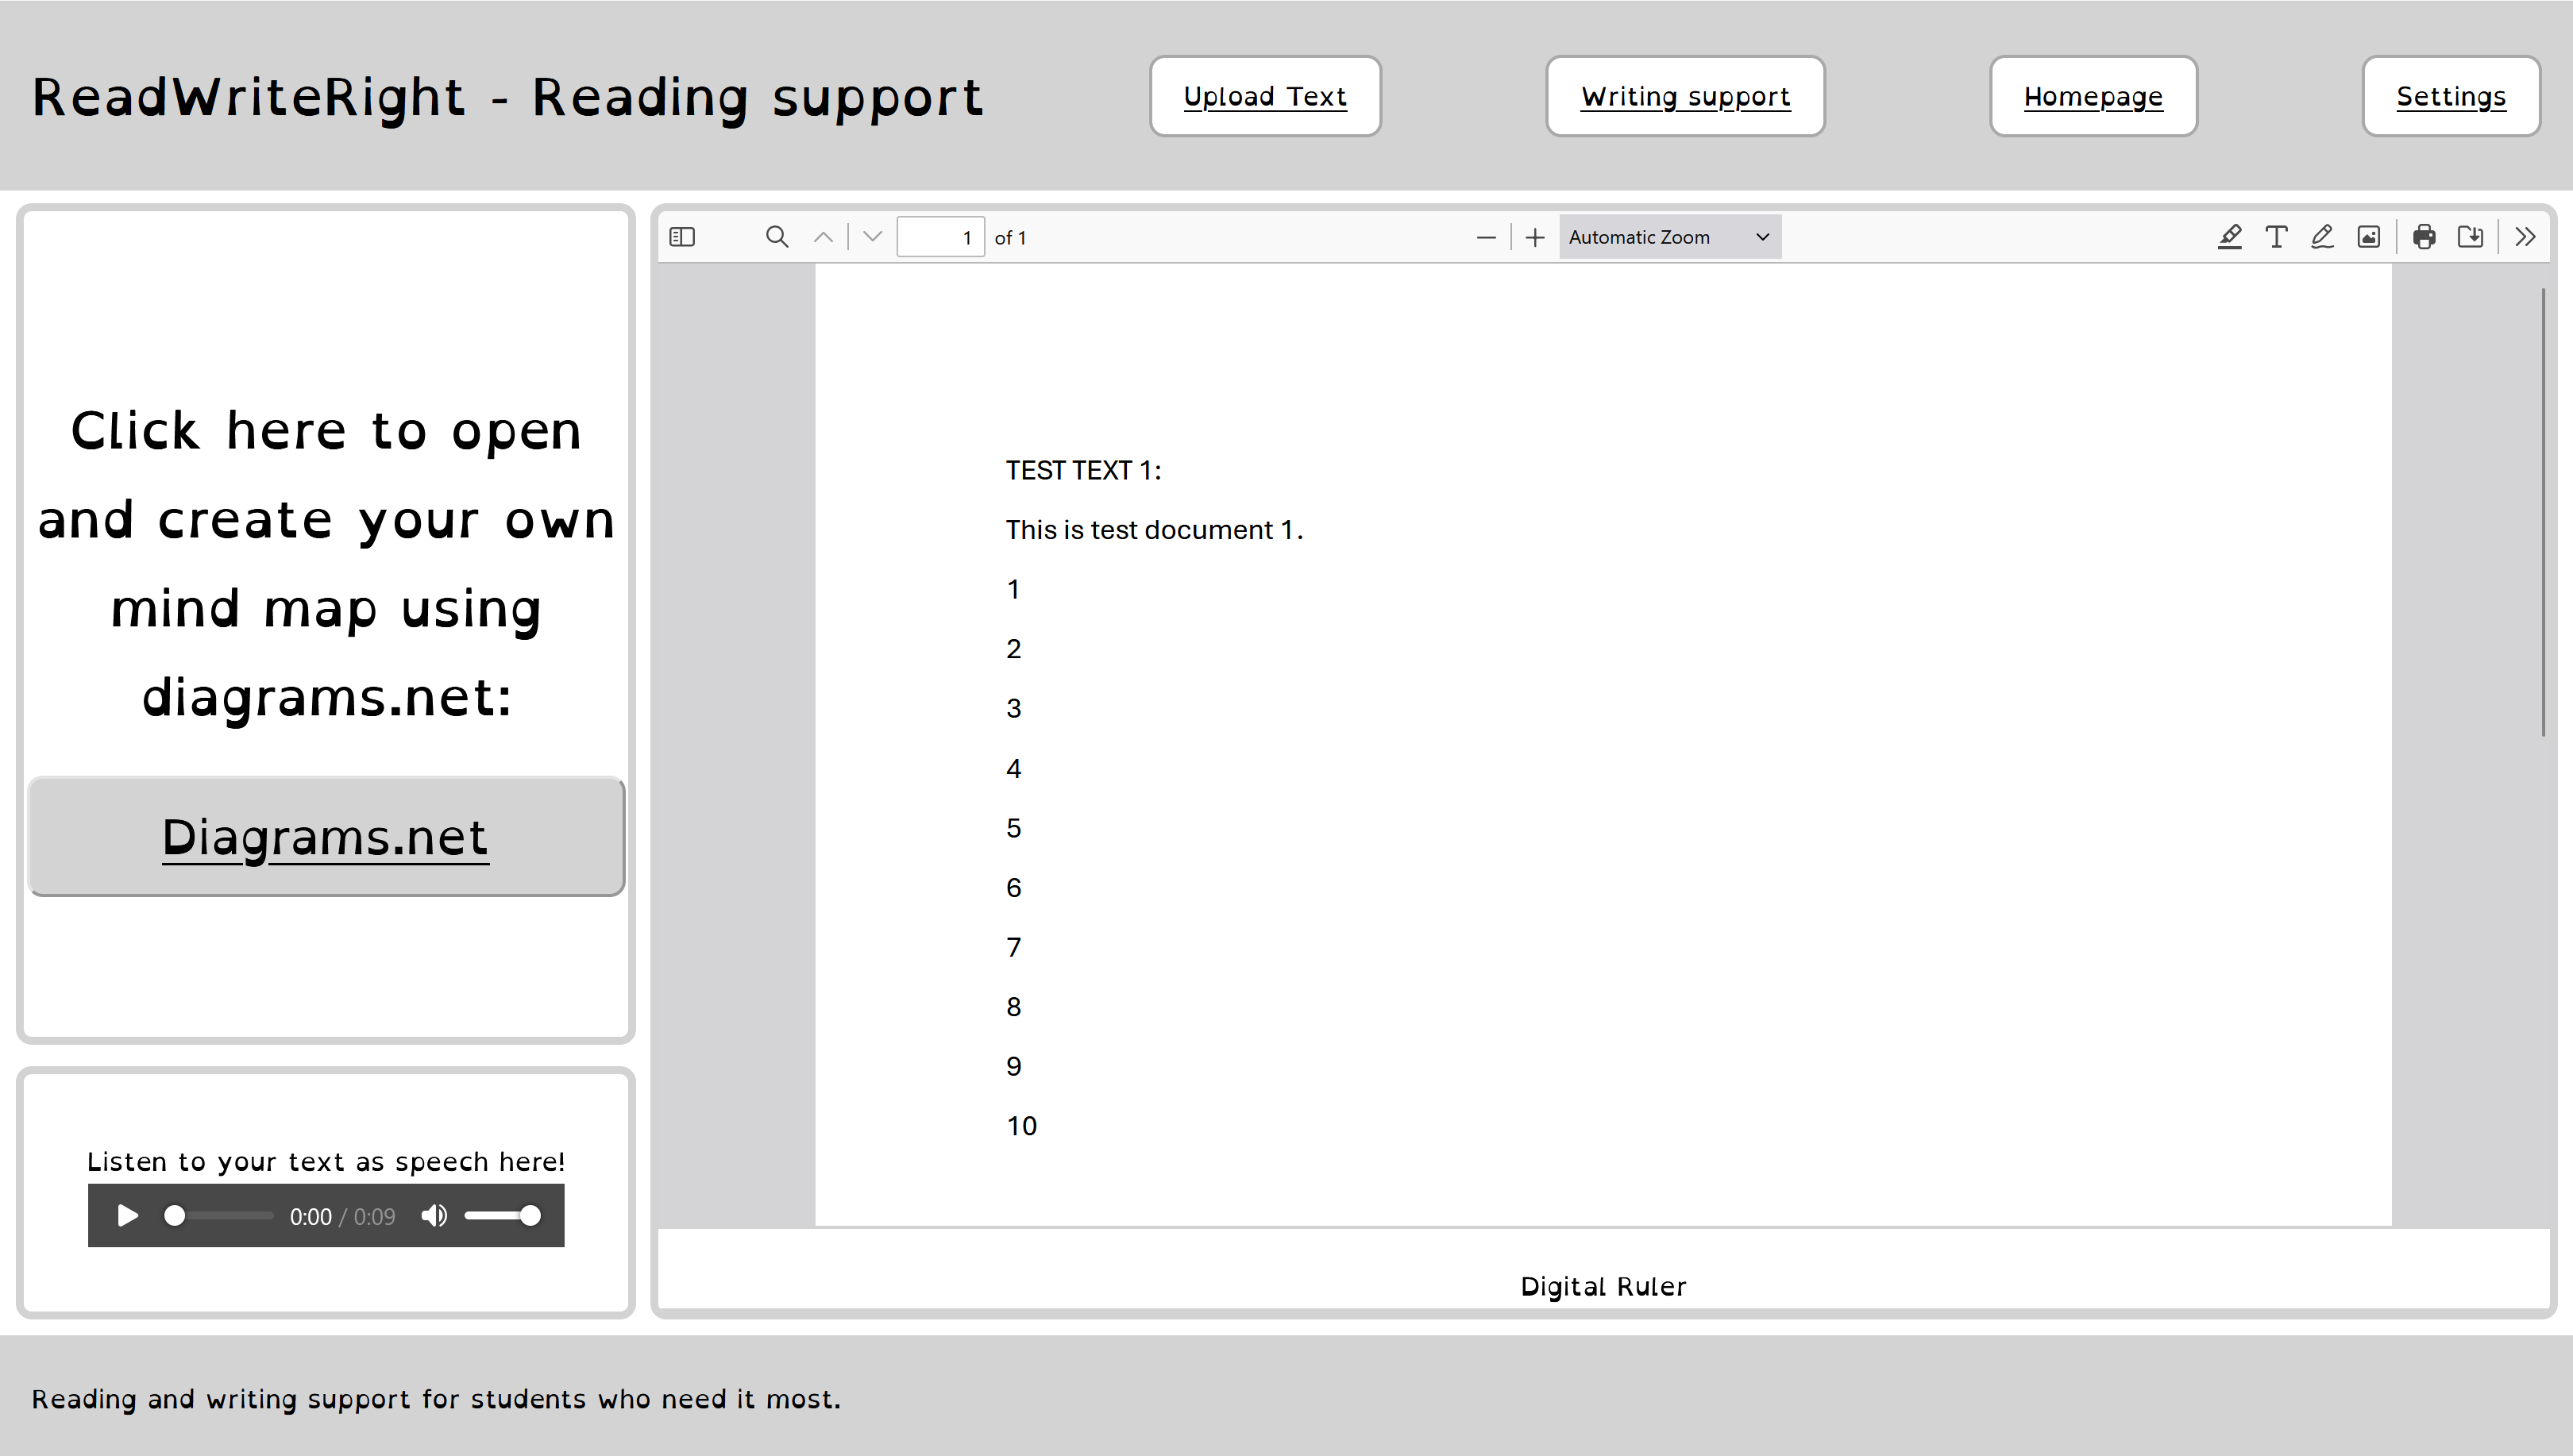 ReadWriteRight - Reading support
Upload Text
Writing support
Homepage
Settings
Click here to open
and create your own
mind map using
diagrams.net:
Diagrams.net
Listen to your text as speech here!
0:00 / 0:09
1 of 1
Automatic Zoom
TEST TEXT 1:
This is test document 1.
1
2
3
4
5
6
7
8
9
10
Digital Ruler
Reading and writing support for students who need it most.